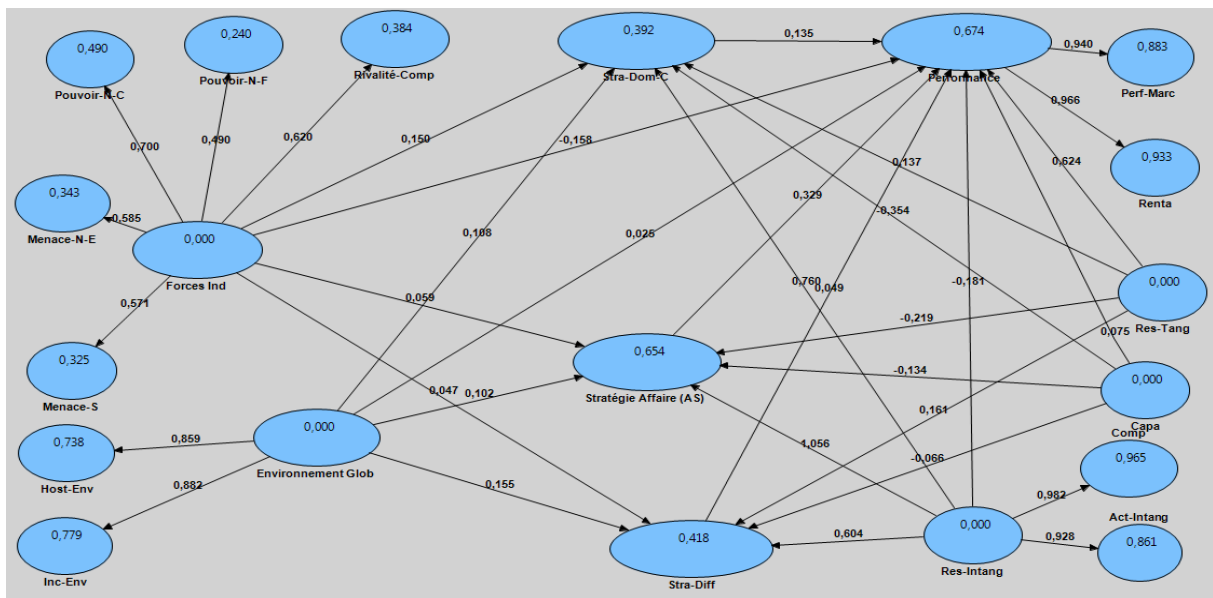 0,490
Pouvoir-N-C
0,240
Pouvoir-N-F
0,384
Rivalité-Comp
0,392
Stra-Dom-C
0,135
0,674
Performance
0,940
0,883
Perf-Marc
0,966
0,700
0,490
0,620
0,150
-0,158
0,137
0,624
0,933
Renta
0,343
Menace-N-E
0,585
0,000
Forces Ind
0,108
0,025
0,329
-0,354
0,571
0,059
0,760
0,049
-0,181
0,000
Res-Tang
-0,219
0,075
0,325
Menace-S
0,654
Stratégie Affaire (AS)
-0,134
0,000
Capa
0,047
0,102
0,161
0,000
Environnement Glob
0,859
0,738
Host-Env
1,056
-0,066
Comp
0,965
0,982
0,882
0,155
Act-Intang
0,779
Inc-Env
0,418
Stra-Diff
0,604
0,000
Res-Intang
0,928
0,861